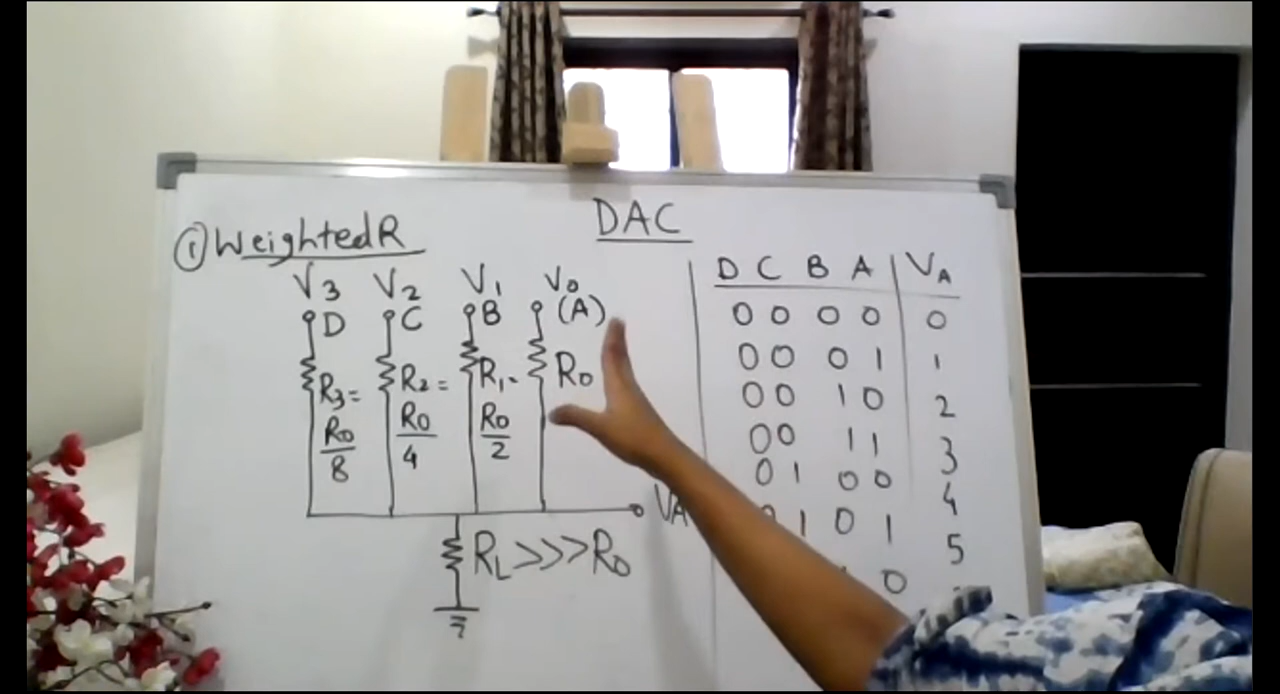 DAC
① Weighted R
V3 V2 V1 V0
D C B (A)
R3= R2= R1- R0
R0/8 R0/4 R0/2
VA
RL>>>R0
D C B A VA
0 0 0 0 0
0 0 0 1 1
0 0 1 0 2
0 0 1 1 3
0 1 0 0 4
1 0 1 5
0